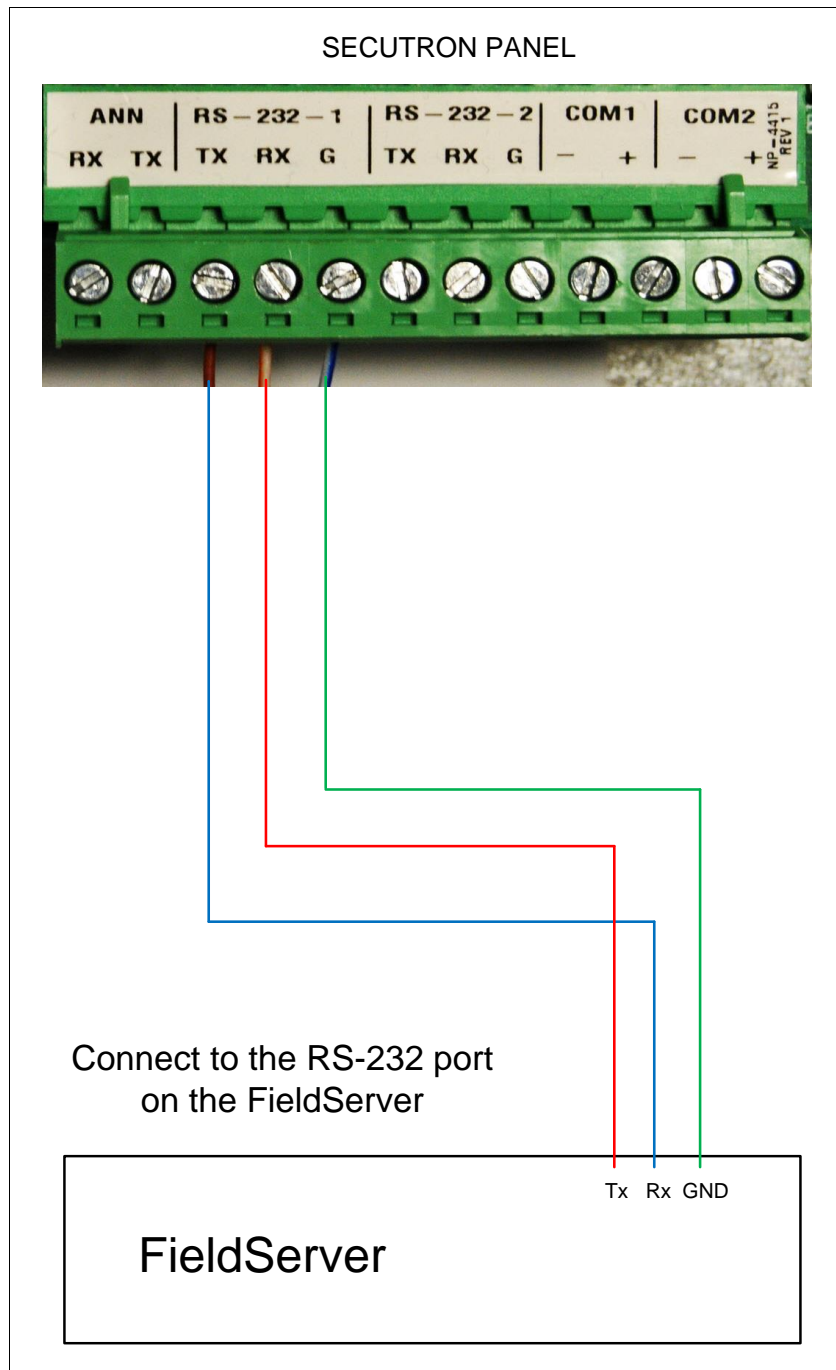 SECUTRON PANEL
ANN RS-232-1 RS-232-2 COM1 COM2
RX TX TX RX G TX RX G - + - +
NP-4415
REV 1
Connect to the RS-232 port
on the FieldServer
Tx Rx GND
FieldServer